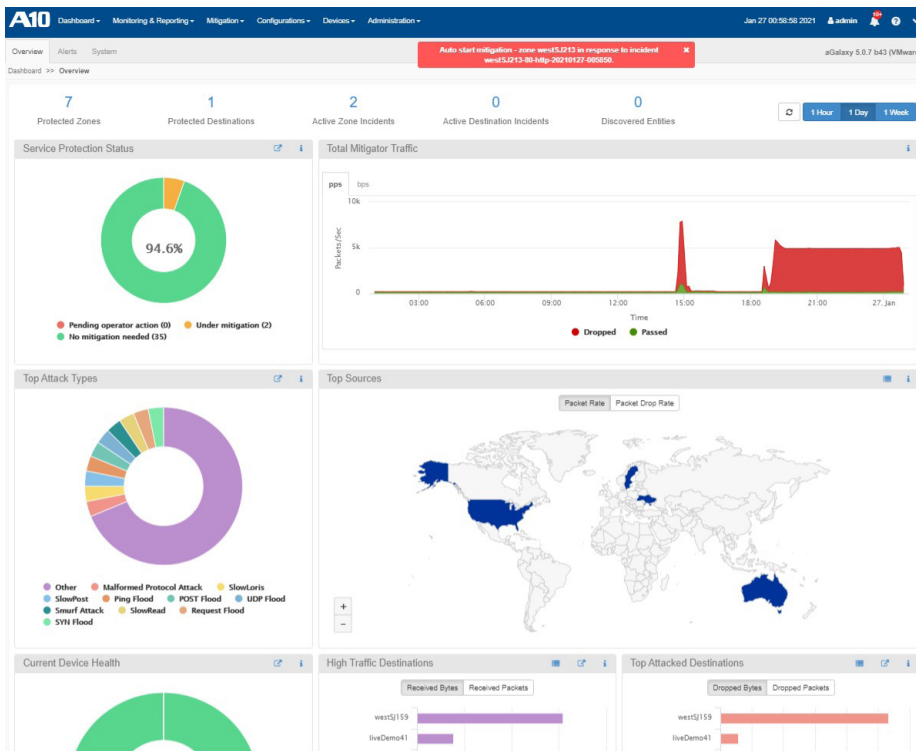 A10 Dashboard Monitoring & Reporting Mitigation Configurations Devices Administration Jan 27 00:58:58 2021 admin 10+
Overview Alerts System
Auto start mitigation - zone westSJ213 in response to incident
westSJ213-80-http-20210127-005850.
aGalaxy 5.0.7 b43 (VMware
Dashboard >> Overview
7 1 2 0 0
Protected Zones Protected Destinations Active Zone Incidents Active Destination Incidents Discovered Entities
1 Hour 1 Day 1 Week
Service Protection Status
94.6%
Pending operator action (0) Under mitigation (2)
No mitigation needed (35)
Total Mitigator Traffic
pps bps
10k
5k
0
Packets/Sec
03:00 06:00 09:00 12:00 15:00 18:00 21:00 27. Jan
Time
Dropped Passed
Top Attack Types
Other Malformed Protocol Attack SlowLoris
SlowPost Ping Flood POST Flood UDP Flood
Smurf Attack SlowRead Request Flood
SYN Flood
Top Sources
Packet Rate Packet Drop Rate
+
−
Current Device Health
High Traffic Destinations
Received Bytes Received Packets
westSJ159
liveDemo41
Top Attacked Destinations
Dropped Bytes Dropped Packets
westSJ159
liveDemo41